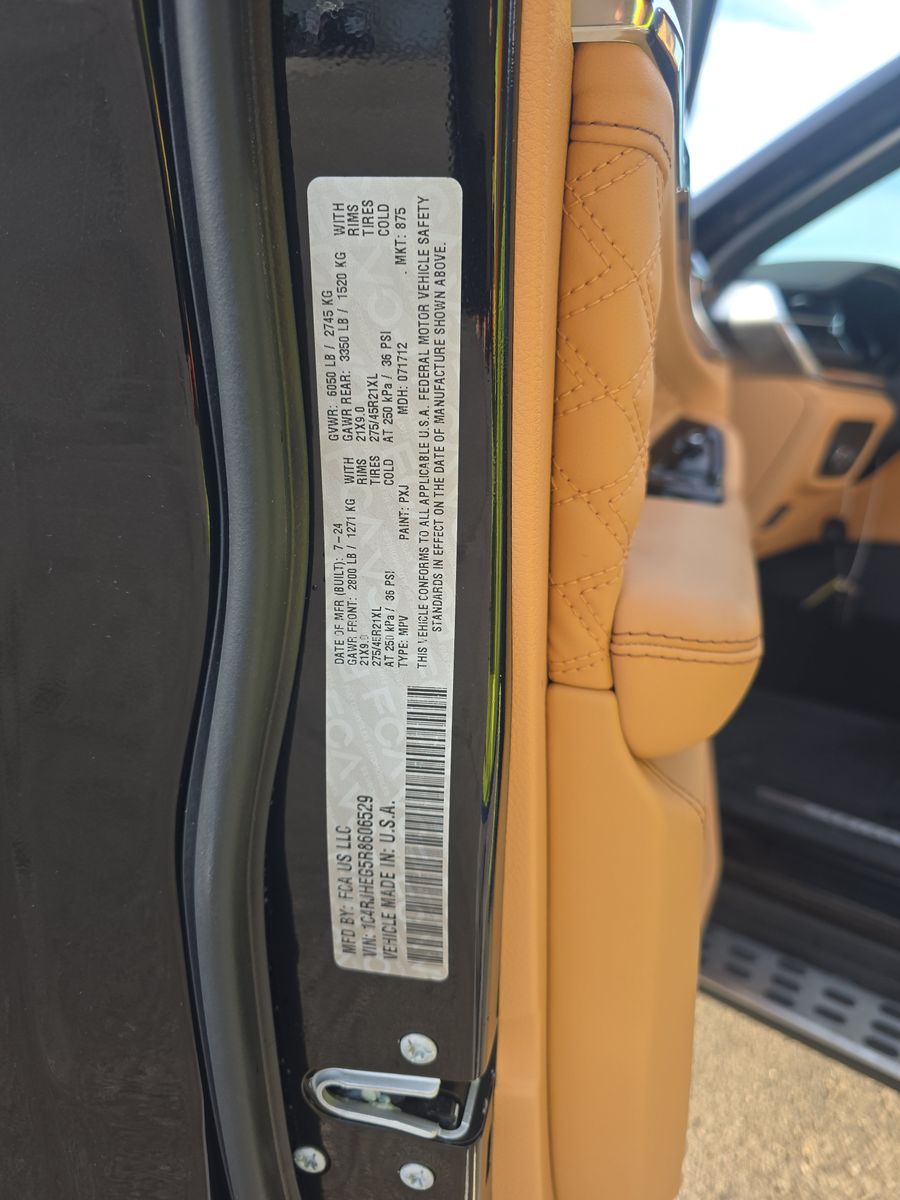 MFD BY: FCA US LLC
VIN: 1C4RJHEG5R8606529
VEHICLE MADE IN: U.S.A.
DATE OF MFR (BUILT): 7-24
GAWR FRONT: 2800 LB / 1271 KG WITH
21X9.0 RIMS
275/45R21XL TIRES
AT 250 kPa / 36 PSI COLD
GVWR: 6050 LB / 2745 KG
GAWR REAR: 3350 LB / 1520 KG WITH
21X9.0 RIMS
275/45R21XL TIRES
AT 250 kPa / 36 PSI COLD
TYPE: MPV PAINT: PXJ MDH: 071712 . MKT: 875
THIS VEHICLE CONFORMS TO ALL APPLICABLE U.S.A. FEDERAL MOTOR VEHICLE SAFETY
STANDARDS IN EFFECT ON THE DATE OF MANUFACTURE SHOWN ABOVE.